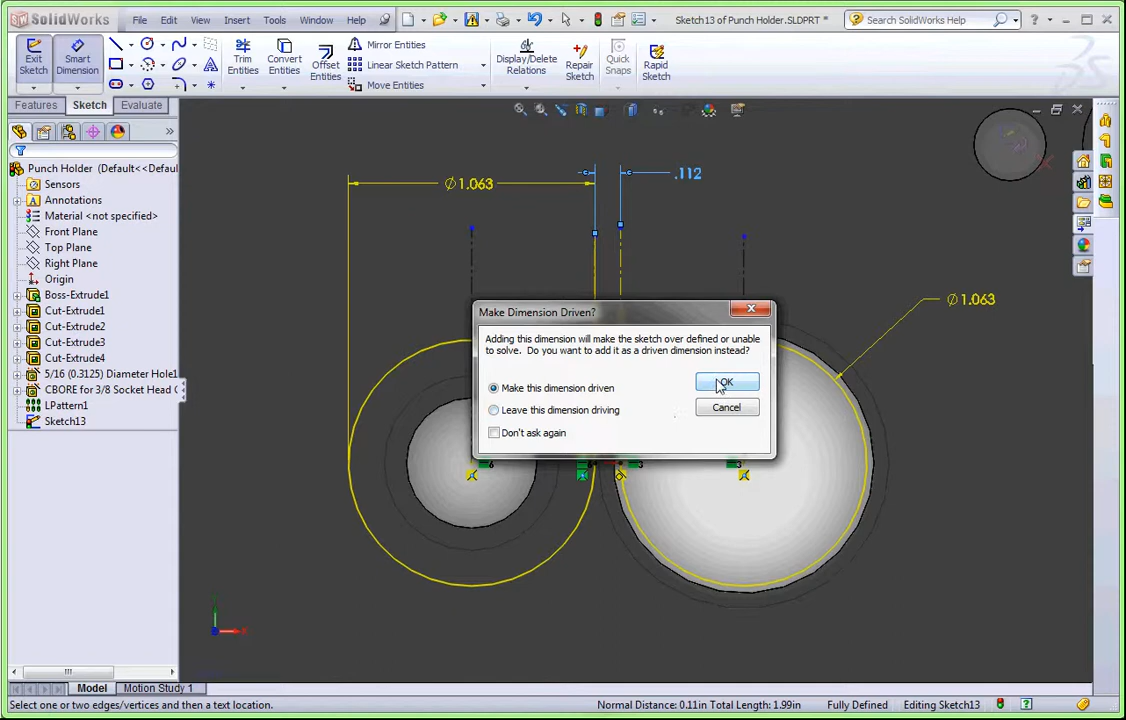 SolidWorks
File
Edit
View
Insert
Tools
Window
Help
Sketch13 of Punch Holder.SLDPRT *
Search SolidWorks Help
Exit Sketch
Smart Dimension
Trim Entities
Convert Entities
Offset Entities
Mirror Entities
Linear Sketch Pattern
Move Entities
Display/Delete Relations
Repair Sketch
Quick Snaps
Rapid Sketch
Features
Sketch
Evaluate
Punch Holder (Default<<Defaul
Sensors
Annotations
Material <not specified>
Front Plane
Top Plane
Right Plane
Origin
Boss-Extrude1
Cut-Extrude1
Cut-Extrude2
Cut-Extrude3
Cut-Extrude4
5/16 (0.3125) Diameter Hole1
CBORE for 3/8 Socket Head C
LPattern1
Sketch13
Ø1.063
.112
Ø1.063
Make Dimension Driven?
Adding this dimension will make the sketch over defined or unable
to solve. Do you want to add it as a driven dimension instead?
Make this dimension driven
OK
Leave this dimension driving
Cancel
Don't ask again
Model
Motion Study 1
Select one or two edges/vertices and then a text location.
Normal Distance: 0.11in Total Length: 1.99in
Fully Defined
Editing Sketch13